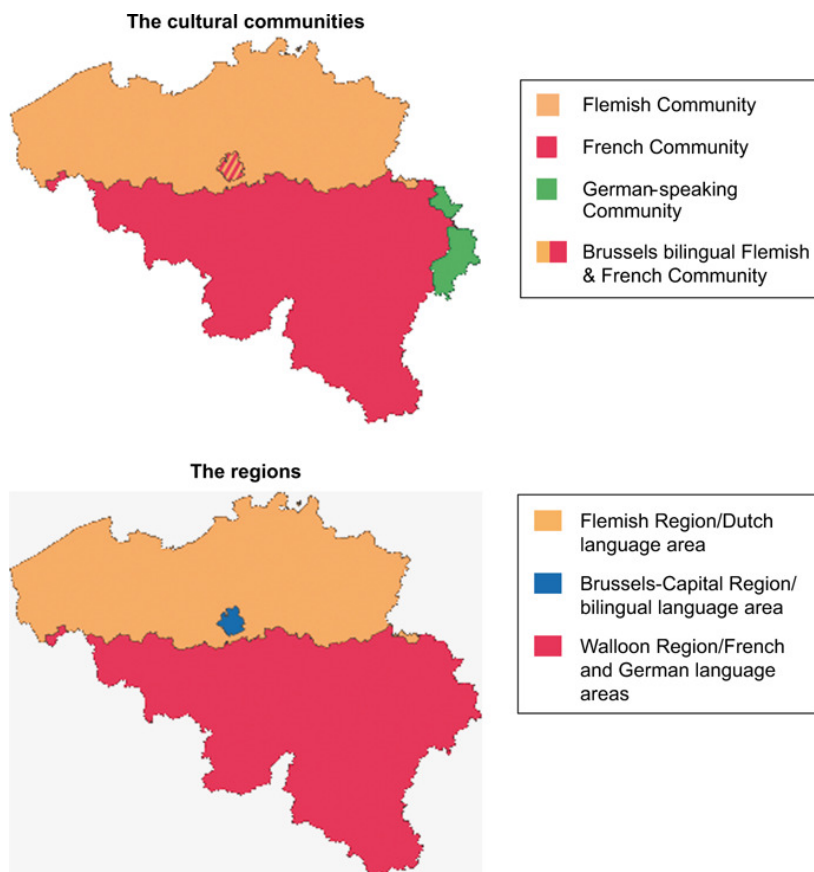 The cultural communities
Flemish Community
French Community
German-speaking
Community
Brussels bilingual Flemish
& French Community
The regions
Flemish Region/Dutch
language area
Brussels-Capital Region/
bilingual language area
Walloon Region/French
and German language
areas